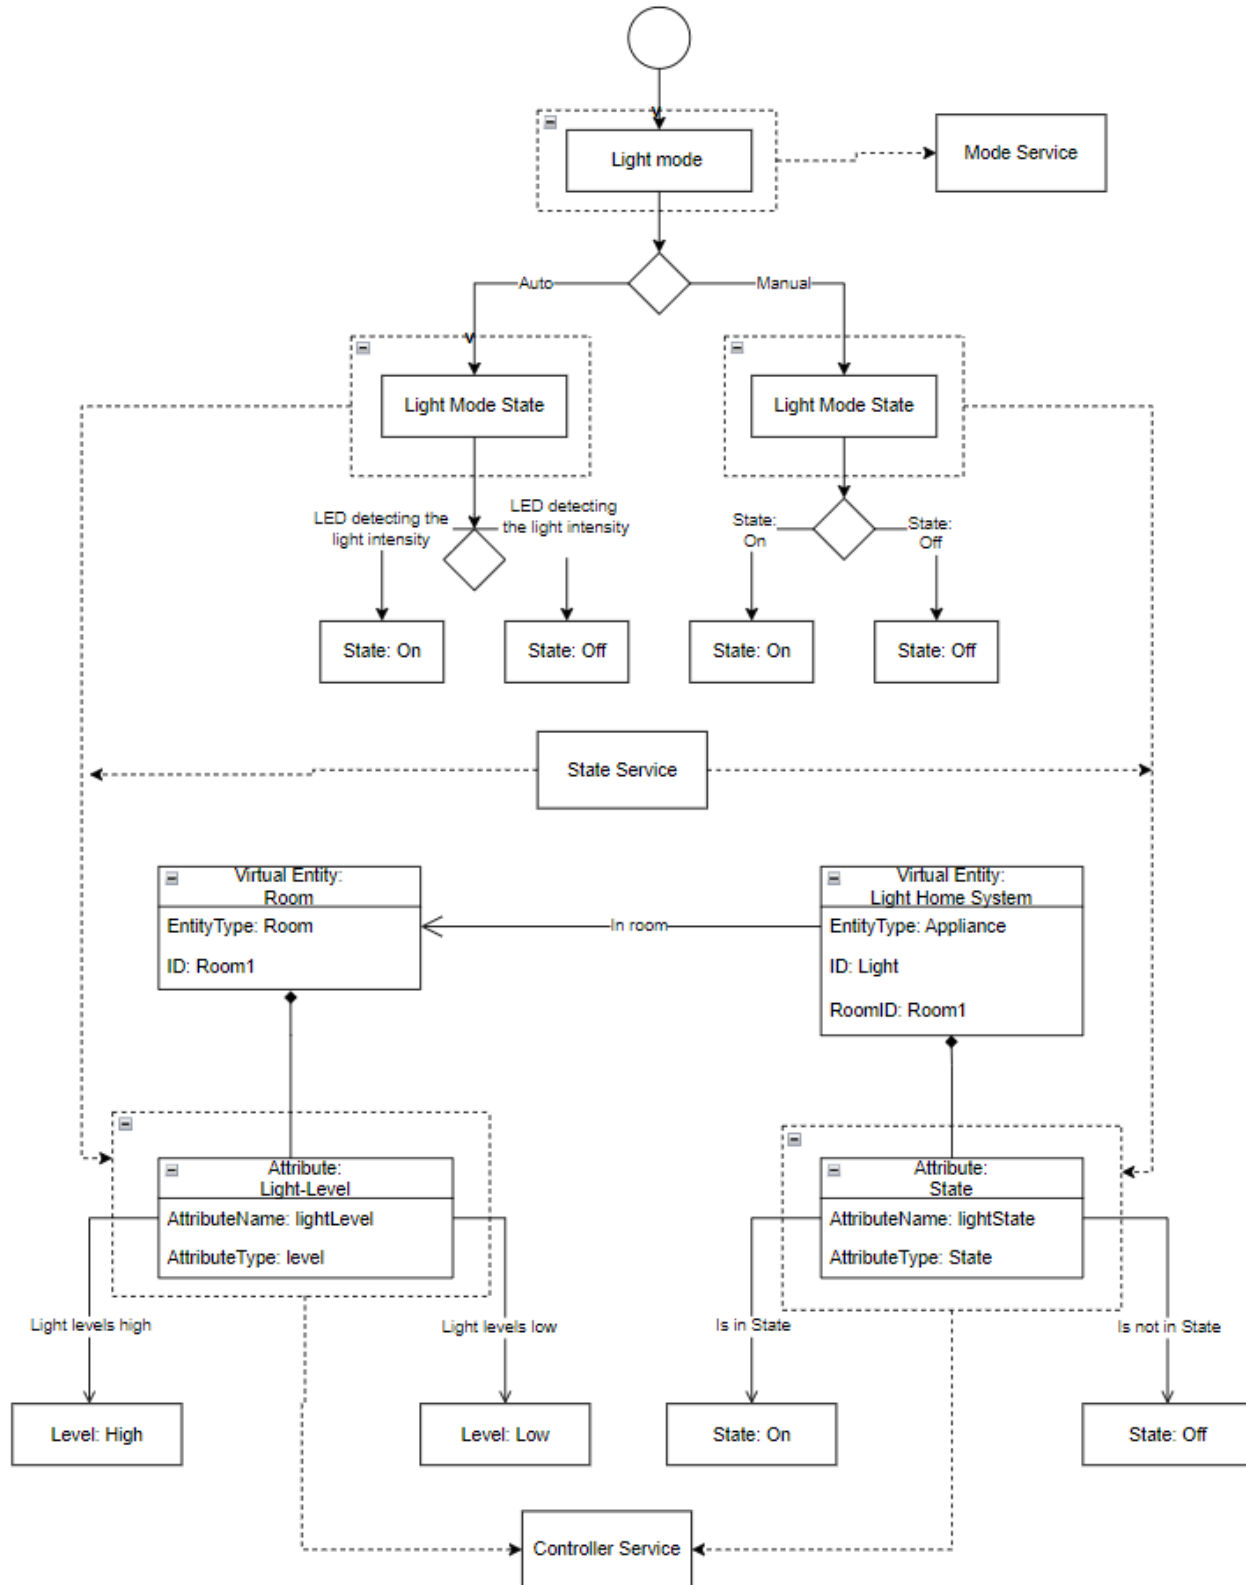 Light mode
Mode Service
Auto
Manual
Light Mode State
Light Mode State
LED detecting the
light intensity
LED detecting
the light intensity
State:
On
State:
Off
State: On
State: Off
State: On
State: Off
State Service
Virtual Entity:
Room
EntityType: Room
ID: Room1
In room
Virtual Entity:
Light Home System
EntityType: Appliance
ID: Light
RoomID: Room1
Attribute:
Light-Level
AttributeName: lightLevel
AttributeType: level
Attribute:
State
AttributeName: lightState
AttributeType: State
Light levels high
Light levels low
Is in State
Is not in State
Level: High
Level: Low
State: On
State: Off
Controller Service